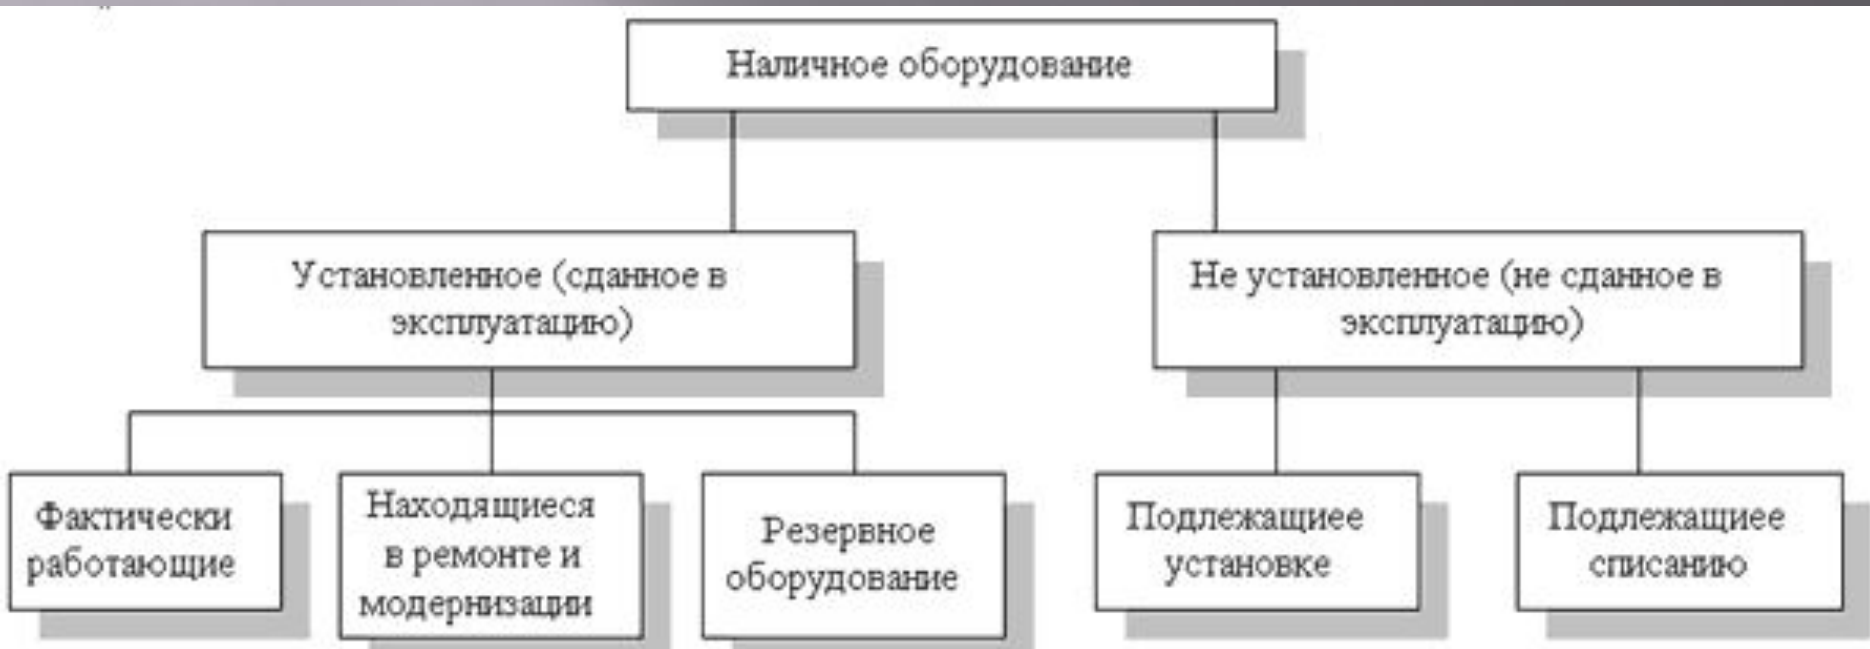 Наличное оборудование
Установленное (сданное в
эксплуатацию)
Не установленное (не сданное в
эксплуатацию)
Фактически
работающие
Находящиеся
в ремонте и
модернизации
Резервное
оборудование
Подлежащиее
установке
Подлежащиее
списанию